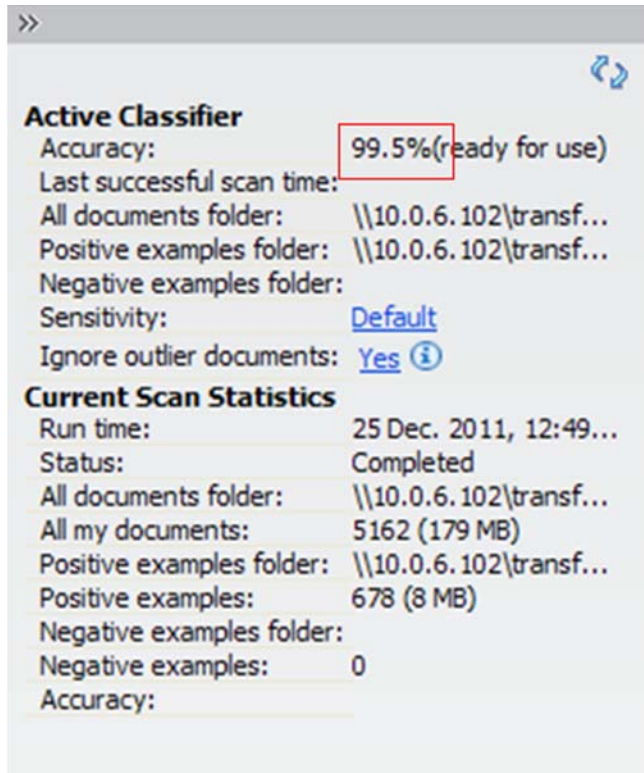 »
Active Classifier
Accuracy: 99.5%(ready for use)
Last successful scan time:
All documents folder: \\10.0.6.102\transf...
Positive examples folder: \\10.0.6.102\transf...
Negative examples folder:
Sensitivity: Default
Ignore outlier documents: Yes
Current Scan Statistics
Run time: 25 Dec. 2011, 12:49...
Status: Completed
All documents folder: \\10.0.6.102\transf...
All my documents: 5162 (179 MB)
Positive examples folder: \\10.0.6.102\transf...
Positive examples: 678 (8 MB)
Negative examples folder:
Negative examples: 0
Accuracy: